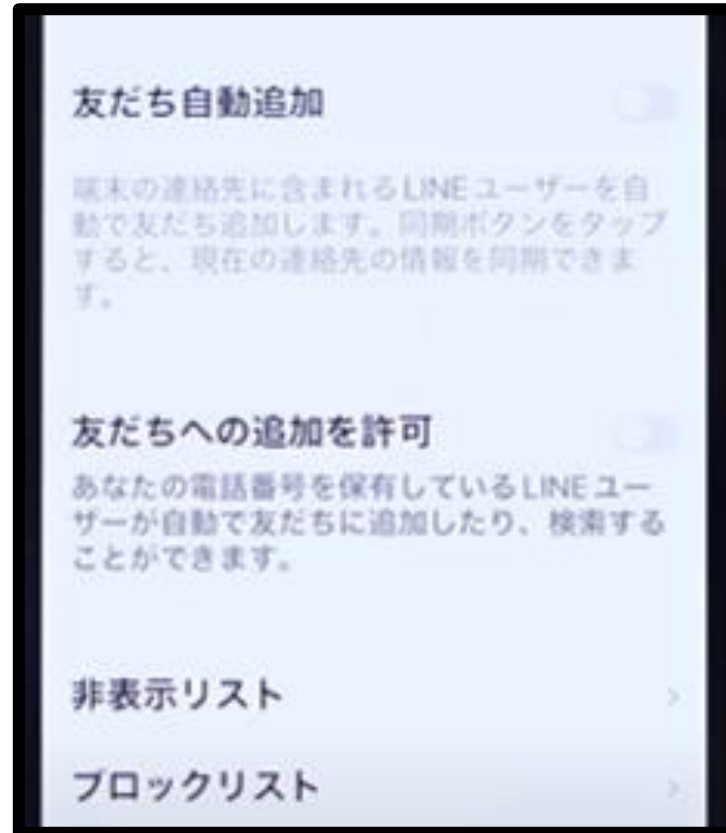 友だち自動追加
端末の連絡先に含まれるLINEユーザーを自
動で友だち追加します。同期ボタンをタップ
すると、現在の連絡先の情報を同期できま
す。
友だちへの追加を許可
あなたの電話番号を保有しているLINEユー
ザーが自動で友だちに追加したり、検索する
ことができます。
非表示リスト
ブロックリスト